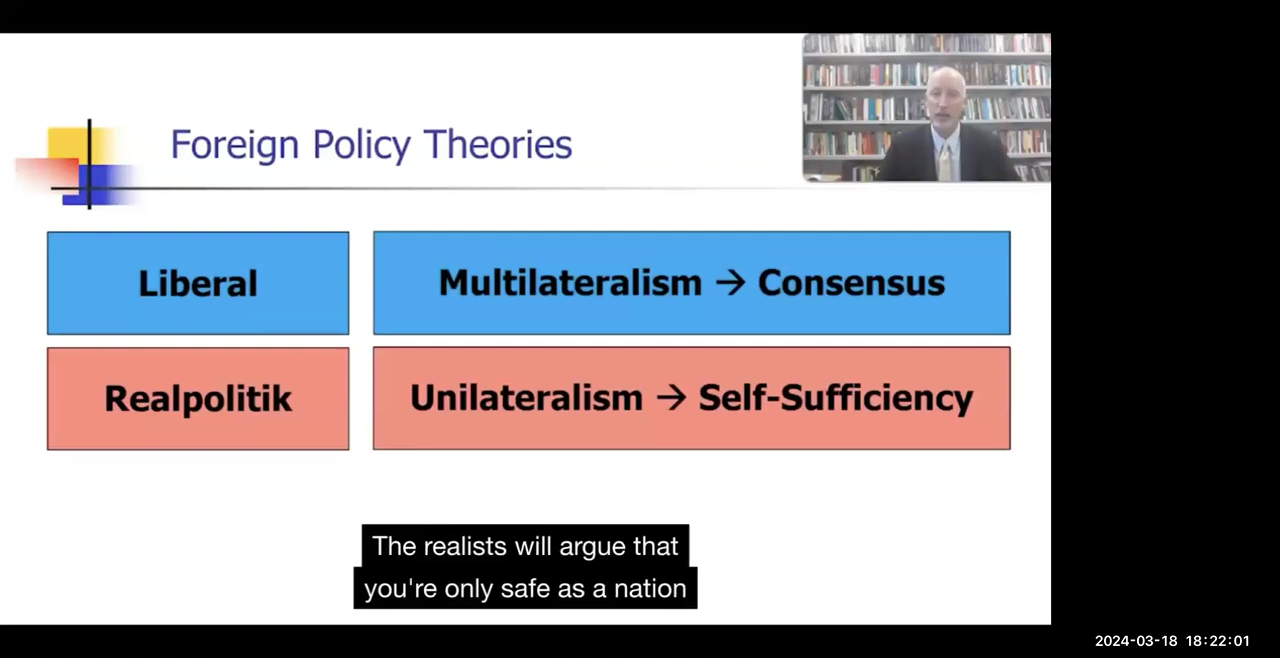 Foreign Policy Theories
Liberal
Multilateralism → Consensus
Realpolitik
Unilateralism → Self-Sufficiency
The realists will argue that
you're only safe as a nation
2024-03-18 18:22:01